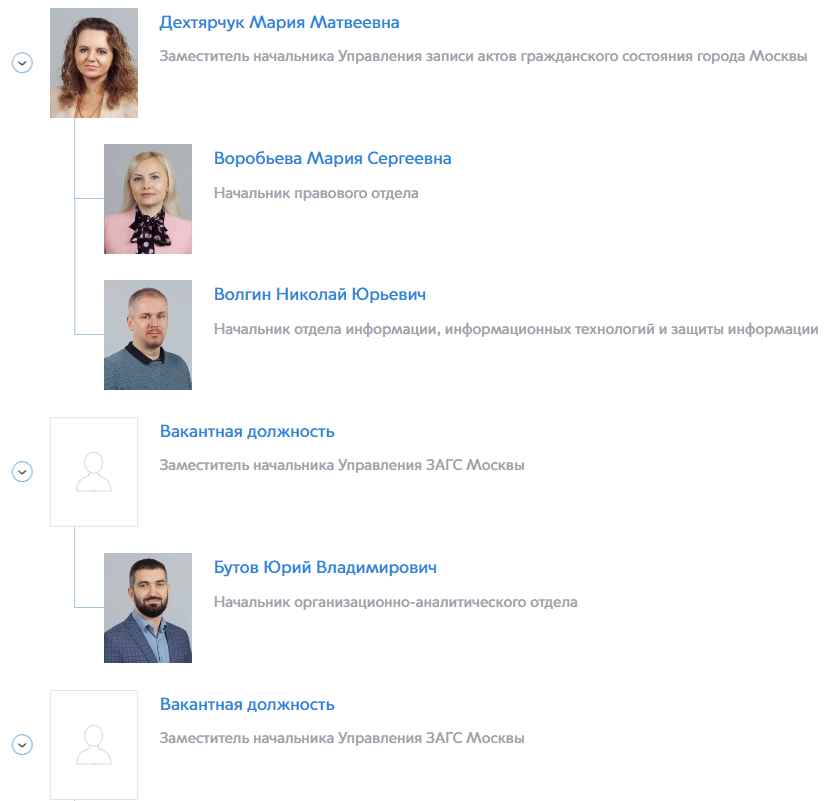 Дехтярчук Мария Матвеевна
Заместитель начальника Управления записи актов гражданского состояния города Москвы
Воробьева Мария Сергеевна
Начальник правового отдела
Волгин Николай Юрьевич
Начальник отдела информации, информационных технологий и защиты информации
Вакантная должность
Заместитель начальника Управления ЗАГС Москвы
Бутов Юрий Владимирович
Начальник организационно-аналитического отдела
Вакантная должность
Заместитель начальника Управления ЗАГС Москвы